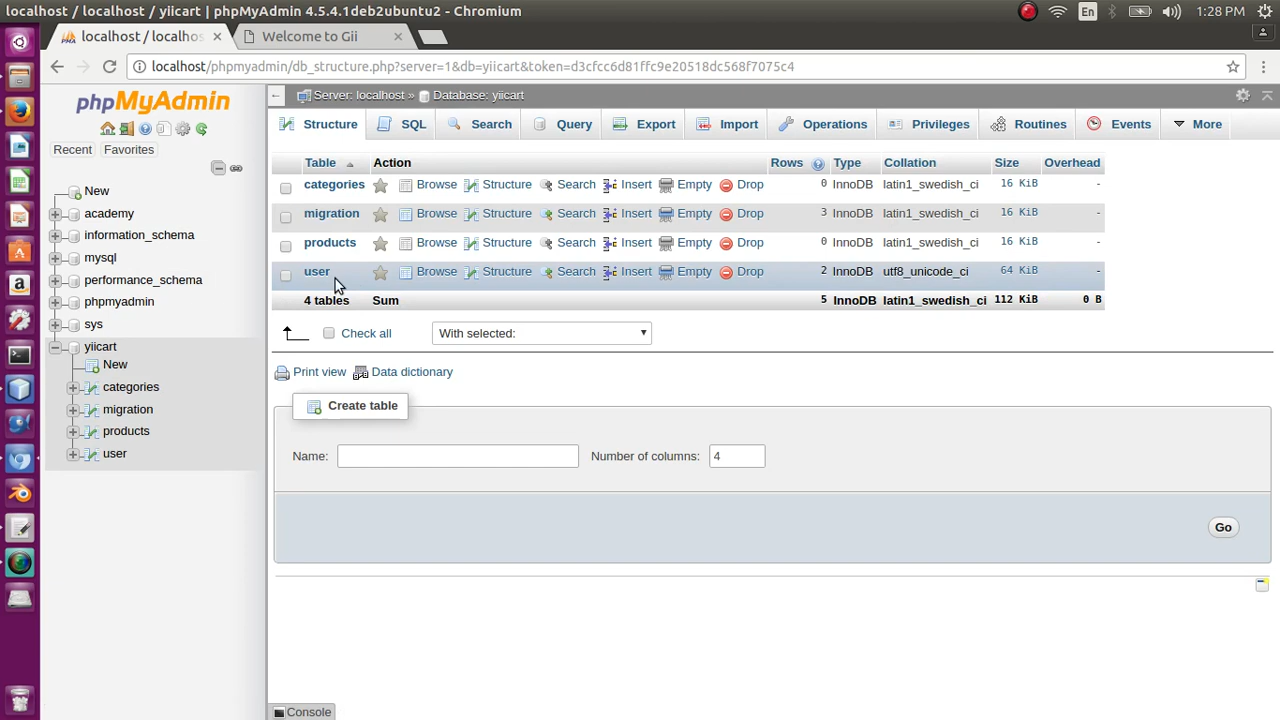 localhost / localhost / yiicart | phpMyAdmin 4.5.4.1deb2ubuntu2 - Chromium
En
1:28 PM
localhost / localhos
Welcome to Gii
localhost/phpmyadmin/db_structure.php?server=1&db=yiicart&token=d3cfcc6d81ffc9e20518dc5e8f7075c4
phpMyAdmin
Recent
Favorites
New
academy
information_schema
mysql
performance_schema
phpmyadmin
sys
yiicart
New
categories
migration
products
user
Server: localhost » Database: yiicart
Structure SQL Search Query Export Import Operations Privileges Routines Events More
Table Action Rows Type Collation Size Overhead
categories Browse Structure Search Insert Empty Drop 0 InnoDB latin1_swedish_ci 16 KiB -
migration Browse Structure Search Insert Empty Drop 3 InnoDB latin1_swedish_ci 16 KiB -
products Browse Structure Search Insert Empty Drop 0 InnoDB latin1_swedish_ci 16 KiB -
user Browse Structure Search Insert Empty Drop 2 InnoDB utf8_unicode_ci 64 KiB -
4 tables Sum 5 InnoDB latin1_swedish_ci 112 KiB 0 B
Check all With selected:
Print view Data dictionary
Create table
Name: Number of columns: 4
Go
Console